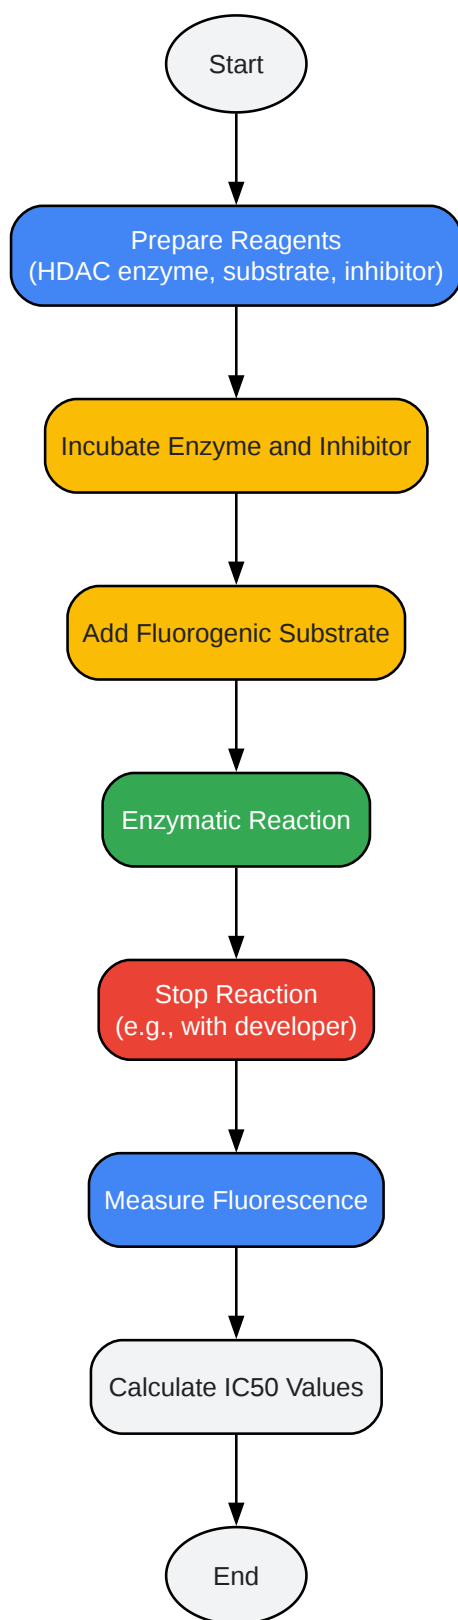 Start
Prepare Reagents
(HDAC enzyme, substrate, inhibitor)
Incubate Enzyme and Inhibitor
Add Fluorogenic Substrate
Enzymatic Reaction
Stop Reaction
(e.g., with developer)
Measure Fluorescence
Calculate IC50 Values
End